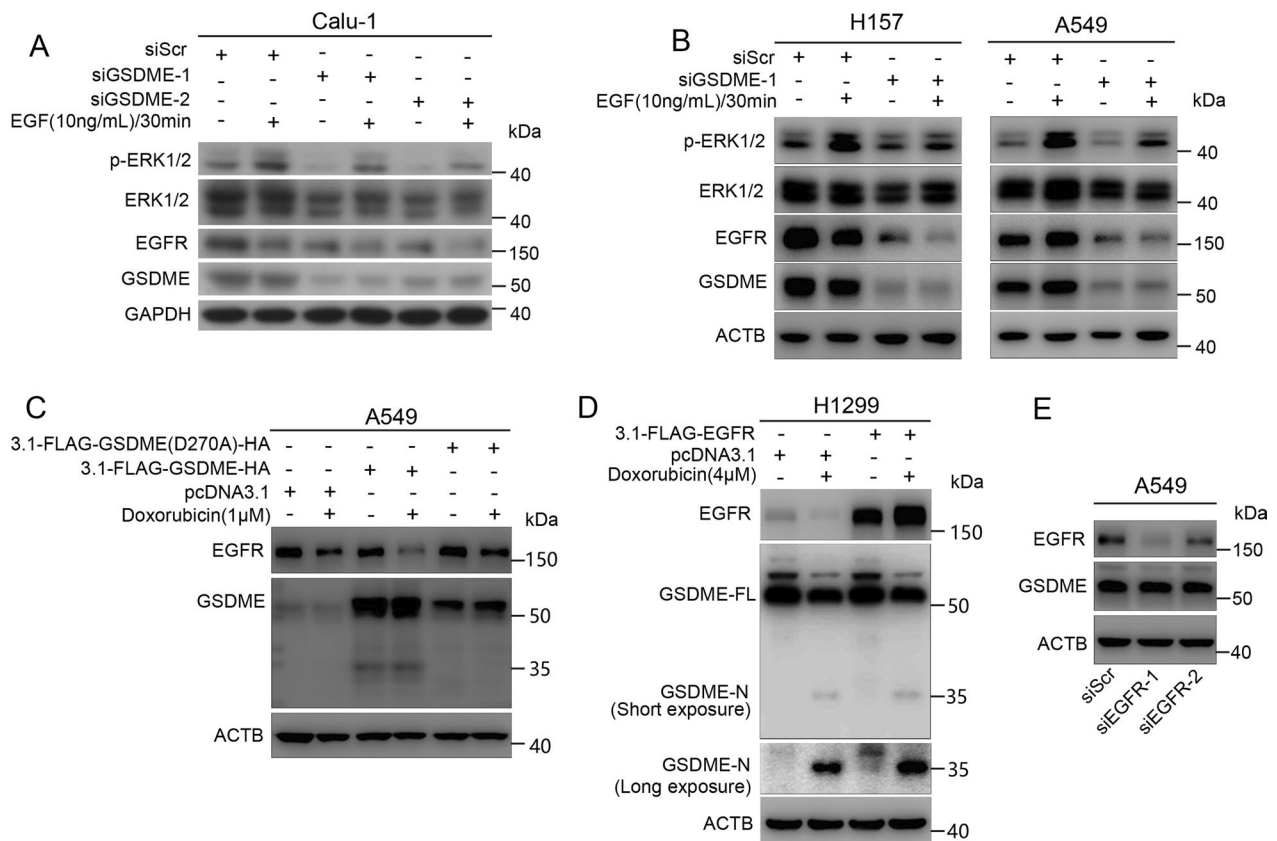 A
Calu-1
siScr + + - - - -
siGSDME-1 - - + + - -
siGSDME-2 - - - - + +
EGF(10ng/mL)/30min - + - + - +
kDa
p-ERK1/2
40
ERK1/2
40
EGFR
150
GSDME
50
GAPDH
40
B
H157 A549
siScr + + - - + + - -
siGSDME-1 - - + + - - + +
EGF(10ng/mL)/30min - + - + - + - +
kDa
p-ERK1/2
40
ERK1/2
40
EGFR
150
GSDME
50
ACTB
40
C
A549
3.1-FLAG-GSDME(D270A)-HA - - - - + +
3.1-FLAG-GSDME-HA - - + + - -
pcDNA3.1 + + - - - -
Doxorubicin(1μM) - + - + - +
kDa
EGFR
150
GSDME
50
35
ACTB
40
D
H1299
3.1-FLAG-EGFR - - + +
pcDNA3.1 + + - -
Doxorubicin(4μM) - + - +
kDa
EGFR
150
GSDME-FL
50
GSDME-N
(Short exposure)
35
GSDME-N
(Long exposure)
35
ACTB
40
E
A549
kDa
EGFR
150
GSDME
50
ACTB
40
siScr
siEGFR-1
siEGFR-2